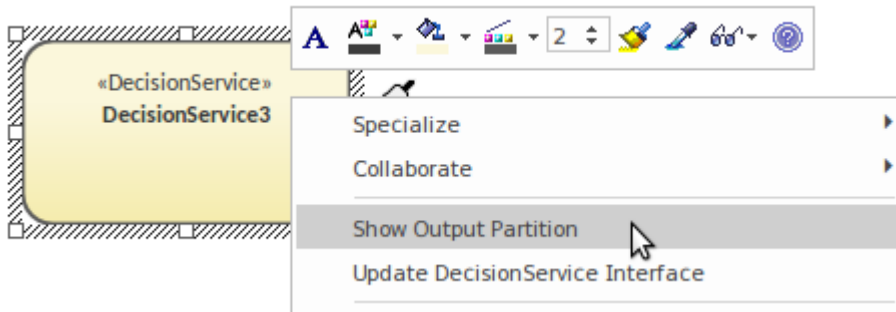 A A 2
«DecisionService»
DecisionService3
Specialize
Collaborate
Show Output Partition
Update DecisionService Interface